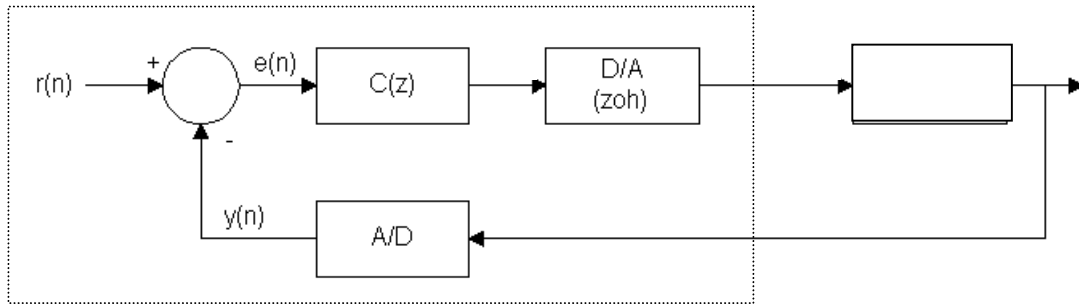 +
e(n)
r(n)
C(z)
D/A
(zoh)
-
y(n)
A/D